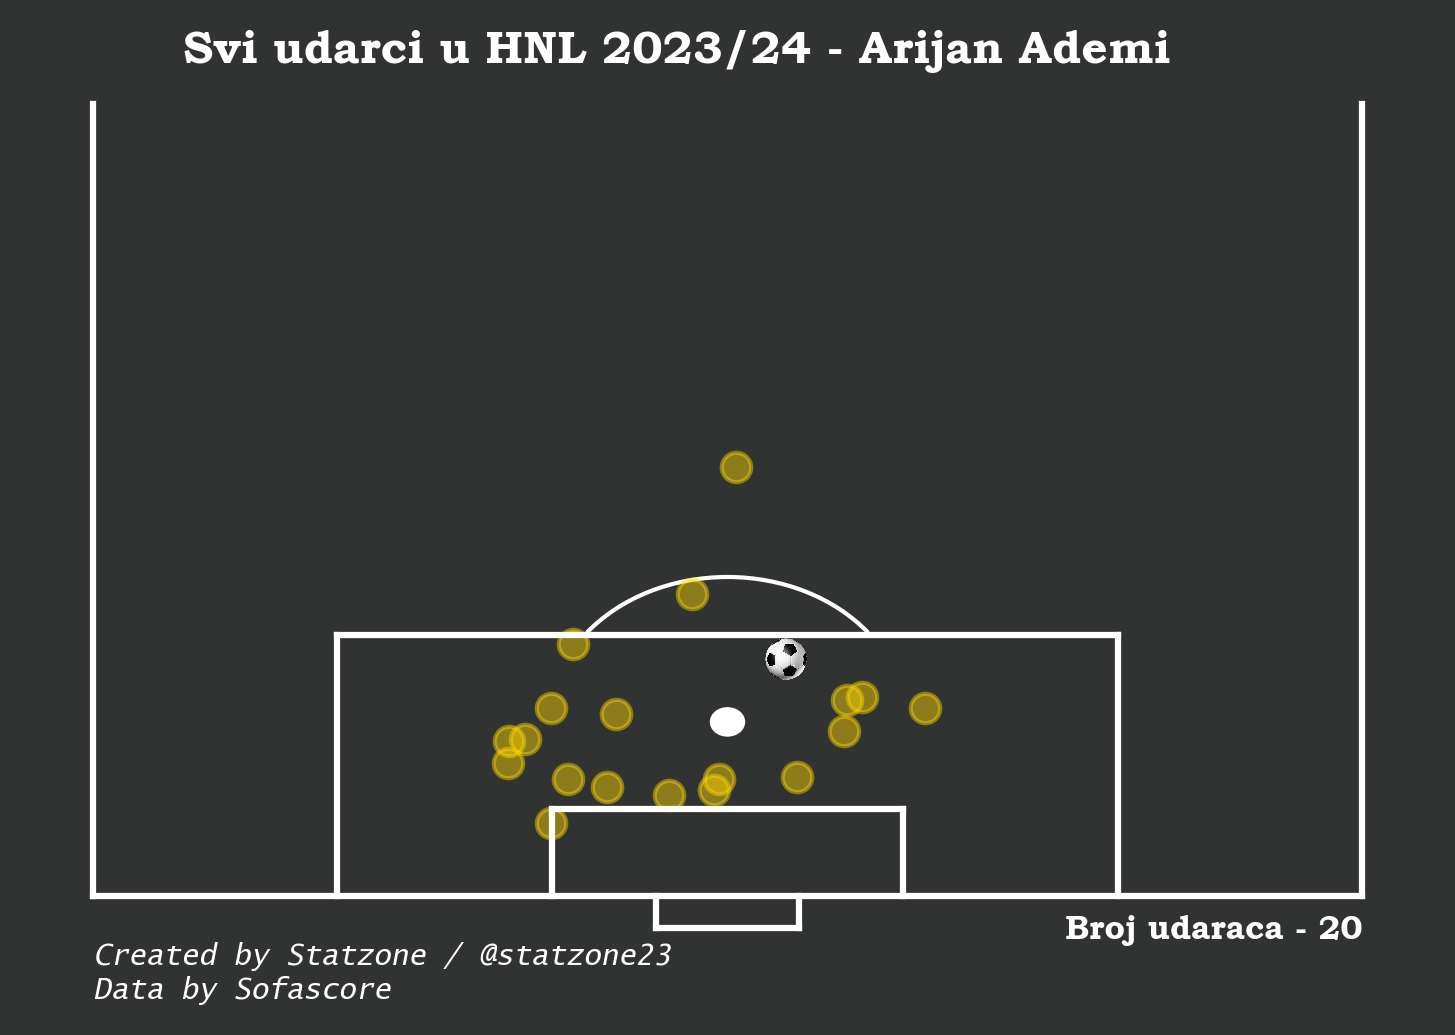 Svi udarci u HNL 2023/24 - Arijan Ademi
Broj udaraca - 20
Created by Statzone / @statzone23
Data by Sofascore